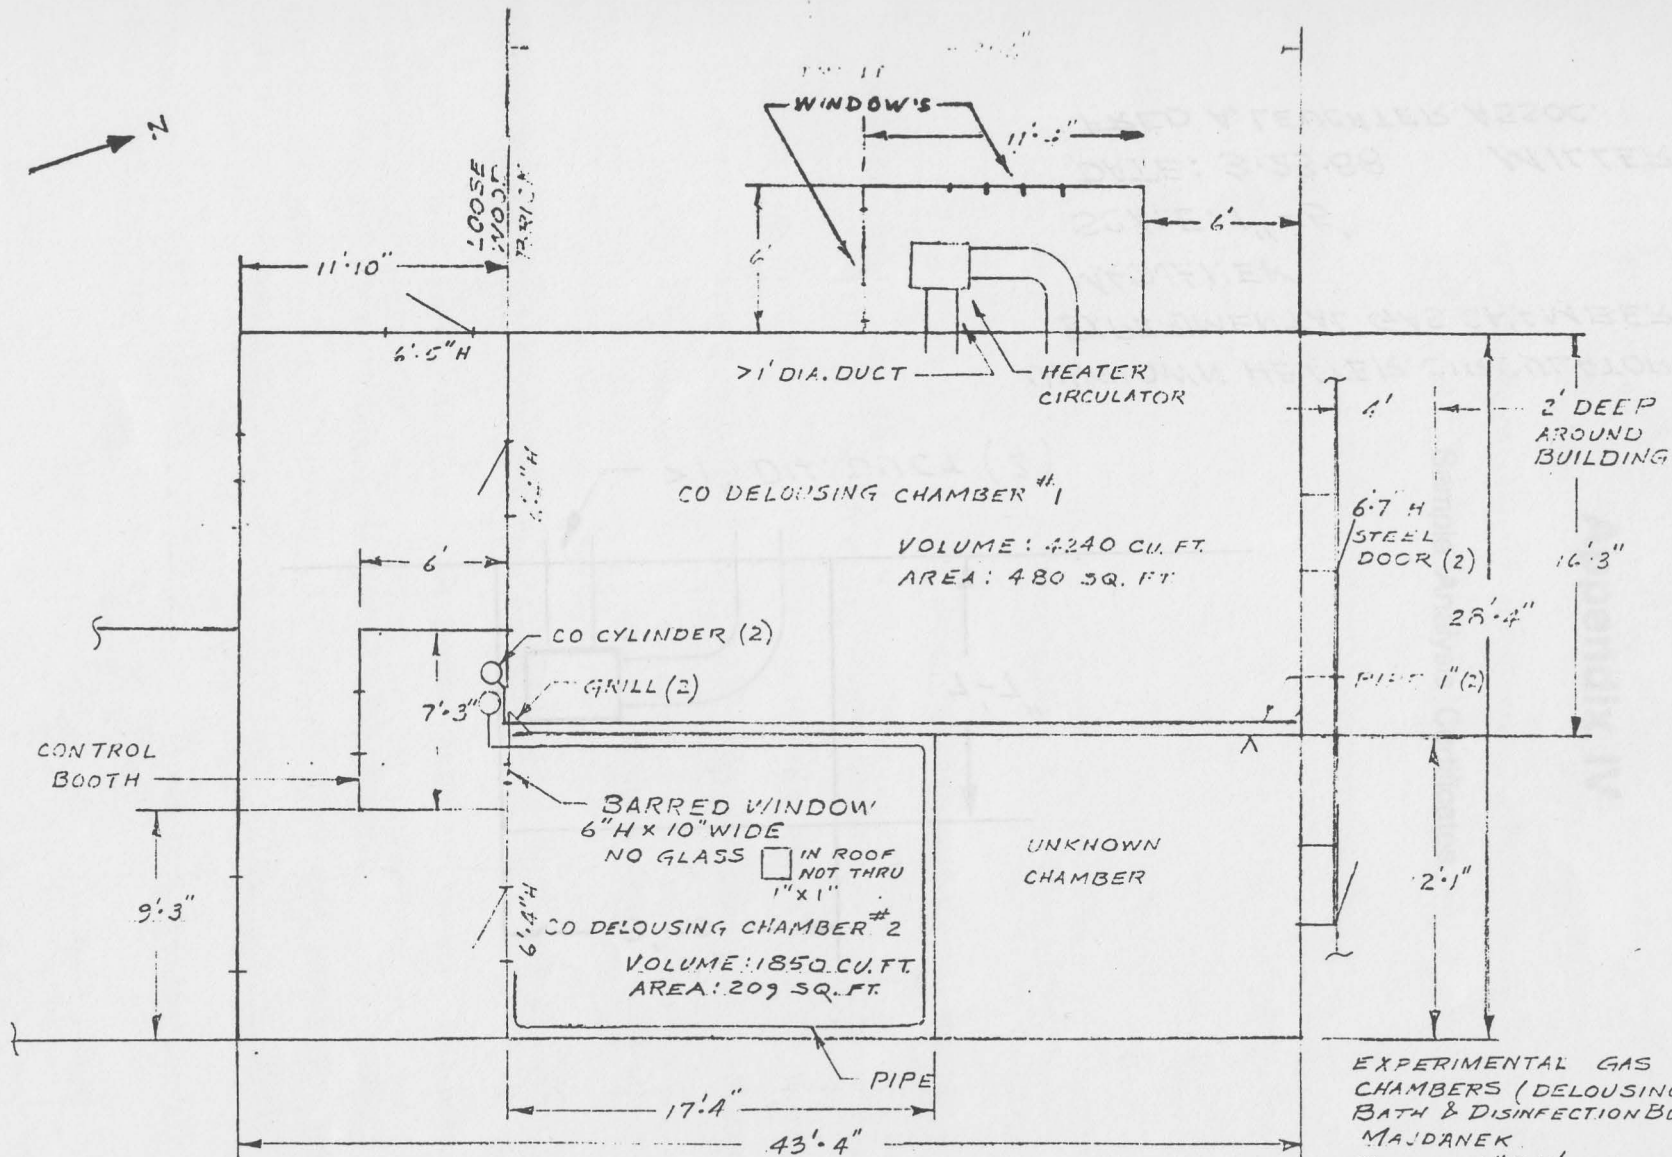 N
WINDOW'S
6'
6'
LOOSE
WOOD
BRICK
11'-10"
6'-5"H
>1' DIA. DUCT
HEATER
CIRCULATOR
4'
2' DEEP
AROUND
BUILDING
CO DELOUSING CHAMBER #1
VOLUME: 4240 CU. FT.
AREA: 480 SQ. FT
6'-7" H
STEEL
DOOR (2)
16'-3"
28'-4"
6'
CO CYLINDER (2)
GRILL (2)
PIPE 1" (2)
7'-3"
CONTROL
BOOTH
BARRED WINDOW
6"H X 10" WIDE
NO GLASS
IN ROOF
NOT THRU
1" X 1"
UNKNOWN
CHAMBER
9'-3"
6'-4"H
CO DELOUSING CHAMBER #2
VOLUME: 1850 CU. FT.
AREA: 209 SQ. FT.
2'-1"
PIPE
17'-4"
43'-4"
EXPERIMENTAL GAS
CHAMBERS (DELOUSING
BATH & DISINFECTION
MAJDANEK